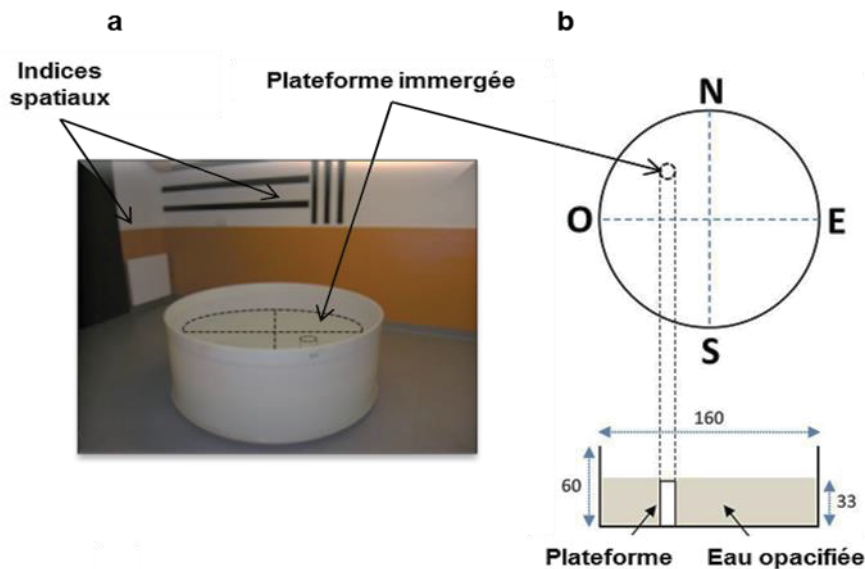 a
b
Indices
spatiaux
Plateforme immergée
N
O
E
S
160
60
33
Plateforme
Eau opacifiée